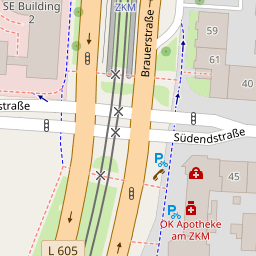 SE Building
2
ZKM
Brauerstraße
59
61
40
straße
Südendstraße
45
OK Apotheke
am ZKM
L 605